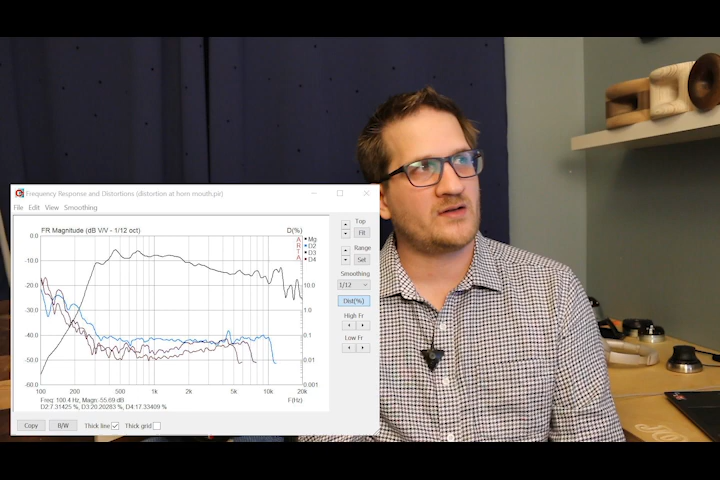 Frequency Response and Distortions (distortion at horn mouth.pir)
File Edit View Smoothing
FR Magnitude (dB V/V - 1/12 oct) D(%)
0.0
-10.0
-20.0
-30.0
-40.0
-50.0
-60.0
A R T A
Mg
D2
D3
D4
10.0
1.0
0.1
0.01
0.001
100 200 500 1k 2k 5k 10k 20k
Freq: 100.4 Hz, Magn:-55.69 dB F(Hz)
D2:7.31425 %, D3:20.20283 %, D4:17.33409 %
Top
Fit
Range
Set
Smoothing
1/12
Dist(%)
High Fr
Low Fr
Copy B/W Thick line Thick grid